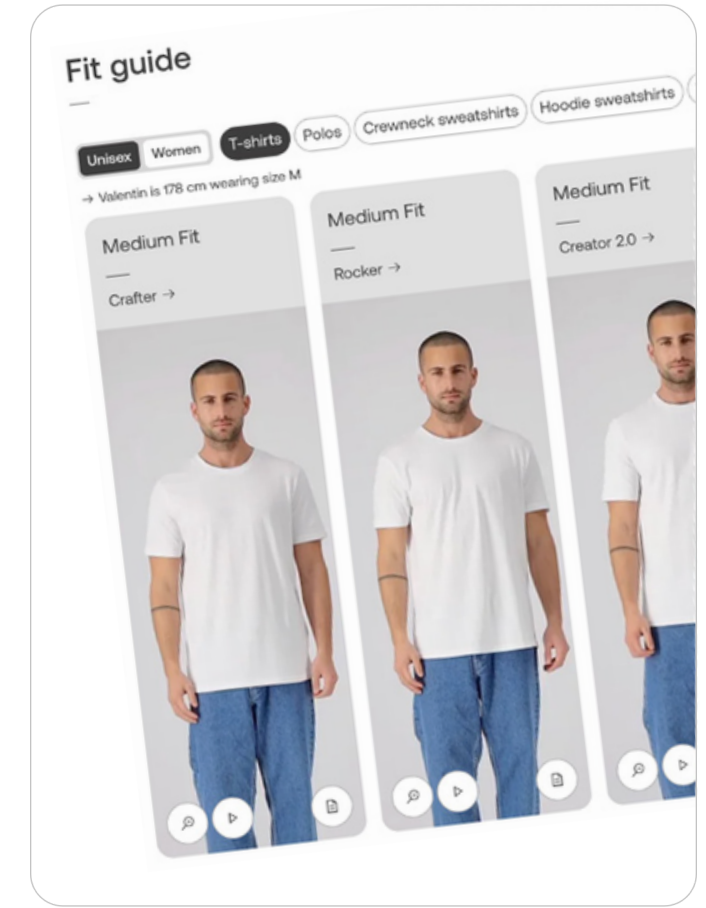 Fit guide
Unisex Women T-shirts Polos Crewneck sweatshirts Hoodie sweatshirts
→ Valentin is 178 cm wearing size M
Medium Fit
Crafter →
Medium Fit
Rocker →
Medium Fit
Creator 2.0 →